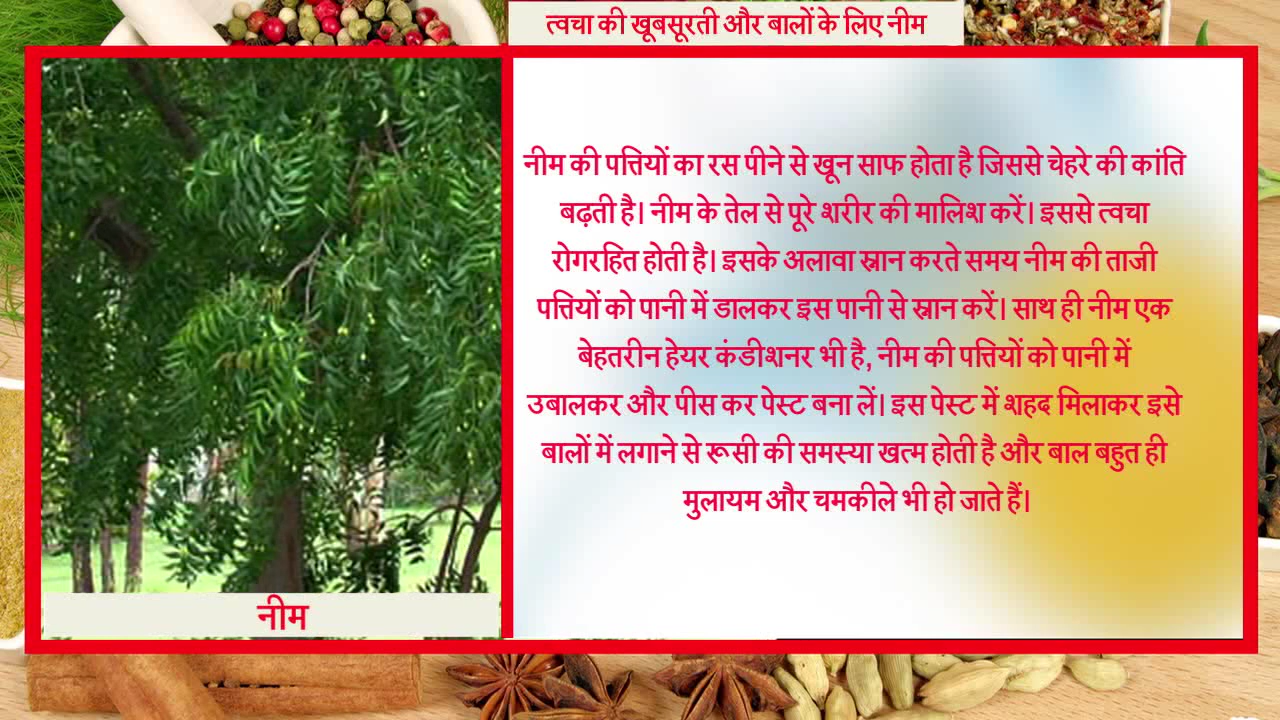 त्वचा की खूबसूरती और बालों के लिए नीम
नीम की पत्तियों का रस पीने से खून साफ होता है जिससे चेहरे की कांति
बढ़ती है। नीम के तेल से पूरे शरीर की मालिश करें। इससे त्वचा
रोगरहित होती है। इसके अलावा स्नान करते समय नीम की ताजी
पत्तियों को पानी में डालकर इस पानी से स्नान करें। साथ ही नीम एक
बेहतरीन हेयर कंडीशनर भी है, नीम की पत्तियों को पानी में
उबालकर और पीस कर पेस्ट बना लें। इस पेस्ट में शहद मिलाकर इसे
बालों में लगाने से रूसी की समस्या खत्म होती है और बाल बहुत ही
मुलायम और चमकीले भी हो जाते हैं।
नीम